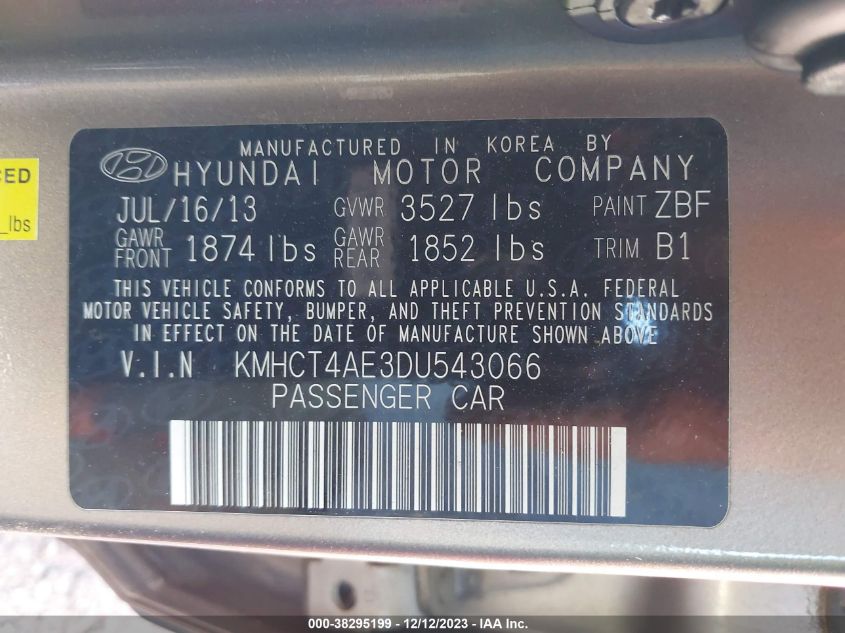 MANUFACTURED IN KOREA BY
HYUNDAI MOTOR COMPANY
JUL/16/13 GVWR 3527 lbs PAINT ZBF
GAWR FRONT 1874 lbs GAWR REAR 1852 lbs TRIM B1
THIS VEHICLE CONFORMS TO ALL APPLICABLE U.S.A. FEDERAL
MOTOR VEHICLE SAFETY, BUMPER, AND THEFT PREVENTION STANDARDS
IN EFFECT ON THE DATE OF MANUFACTURE SHOWN ABOVE
V.I.N KMHCT4AE3DU543066
PASSENGER CAR
lbs
000-38295199 - 12/12/2023 - IAA Inc.